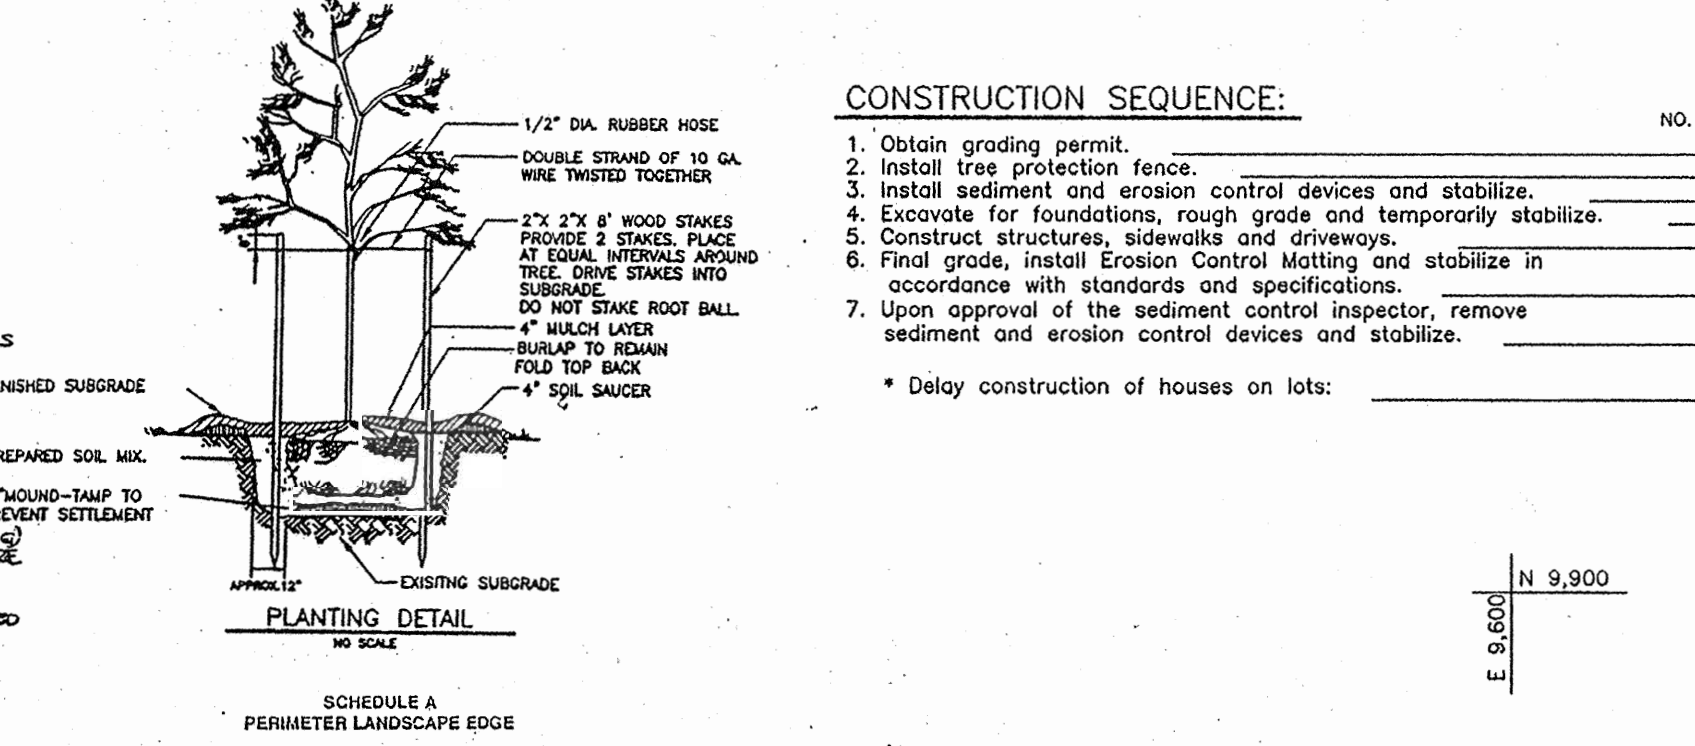 1/2" DIA. RUBBER HOSE
DOUBLE STRAND OF 10 GA.
WIRE TWISTED TOGETHER
2"X 2"X 8' WOOD STAKES
PROVIDE 2 STAKES. PLACE
AT EQUAL INTERVALS AROUND
TREE. DRIVE STAKES INTO
SUBGRADE.
DO NOT STAKE ROOT BALL.
4" MULCH LAYER
BURLAP TO REMAIN
FOLD TOP BACK
4" SOIL SAUCER
S
NISHED SUBGRADE
REPARED SOIL MIX.
"MOUND-TAMP TO
EVENT SETTLEMENT
APPROX.12"
EXISITNG SUBGRADE
PLANTING DETAIL
NO SCALE
SCHEDULE A
PERIMETER LANDSCAPE EDGE
CONSTRUCTION SEQUENCE:
NO.
1. Obtain grading permit.
2. Install tree protection fence.
3. Install sediment and erosion control devices and stabilize.
4. Excavate for foundations, rough grade and temporarily stabilize.
5. Construct structures, sidewalks and driveways.
6. Final grade, install Erosion Control Matting and stabilize in
accordance with standards and specifications.
7. Upon approval of the sediment control inspector, remove
sediment and erosion control devices and stabilize.
* Delay construction of houses on lots:
N 9,900
E 9,600